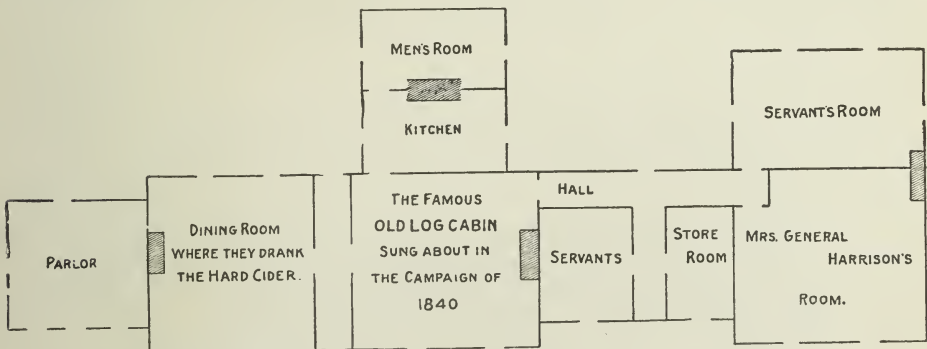 MEN'S ROOM
KITCHEN
SERVANT'S ROOM
PARLOR
DINING ROOM
WHERE THEY DRANK
THE HARD CIDER.
THE FAMOUS
OLD LOG CABIN
SUNG ABOUT IN
THE CAMPAIGN OF
1840
HALL
SERVANTS
STORE
ROOM
MRS. GENERAL
HARRISON'S
ROOM.